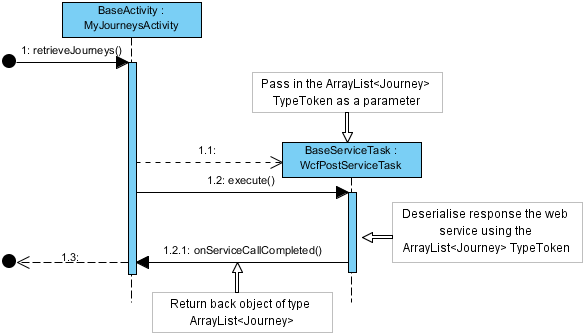 BaseActivity :
MyJourneysActivity
1: retrieveJourneys()
Pass in the ArrayList<Journey>
TypeToken as a parameter
1.1:
BaseServiceTask :
WcfPostServiceTask
1.2: execute()
Deserialise response the web
service using the
ArrayList<Journey> TypeToken
1.2.1: onServiceCallCompleted()
1.3:
Return back object of type
ArrayList<Journey>